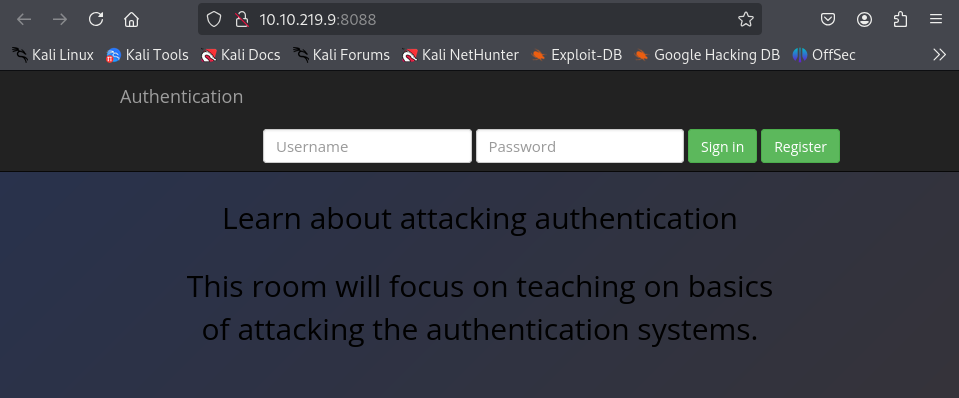 10.10.219.9:8088
Kali Linux Kali Tools Kali Docs Kali Forums Kali NetHunter Exploit-DB Google Hacking DB OffSec
Authentication
Username Password Sign in Register
Learn about attacking authentication
This room will focus on teaching on basics
of attacking the authentication systems.